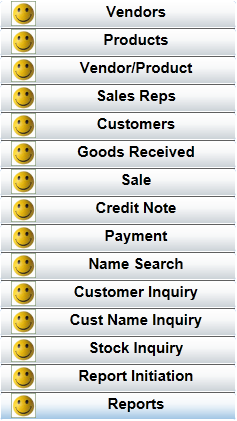 Vendors
Products
Vendor/Product
Sales Reps
Customers
Goods Received
Sale
Credit Note
Payment
Name Search
Customer Inquiry
Cust Name Inquiry
Stock Inquiry
Report Initiation
Reports